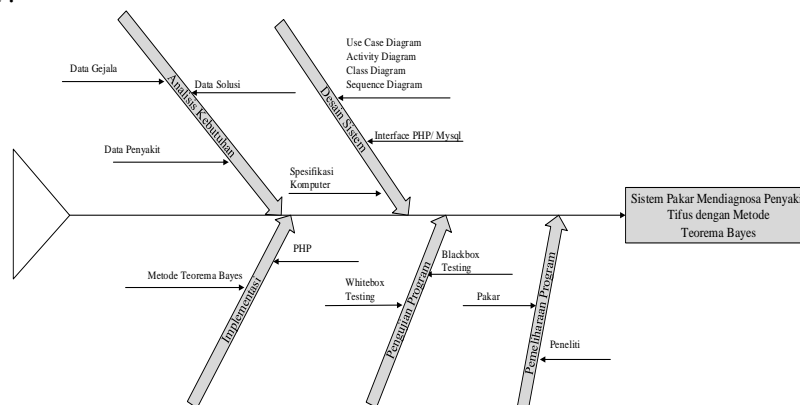 Data Gejala
Analisis Kebutuhan
Data Solusi
Data Penyakit
Use Case Diagram
Activity Diagram
Class Diagram
Sequence Diagram
Desain Sistem
Interface PHP/ Mysql
Spesifikasi
Komputer
Sistem Pakar Mendiagnosa Penyaki
Tifus dengan Metode
Teorema Bayes
PHP
Metode Teorema Bayes
Implementasi
Blackbox
Testing
Whitebox
Testing
Pengujian Program
Pakar
Pemeliharaan Program
Peneliti